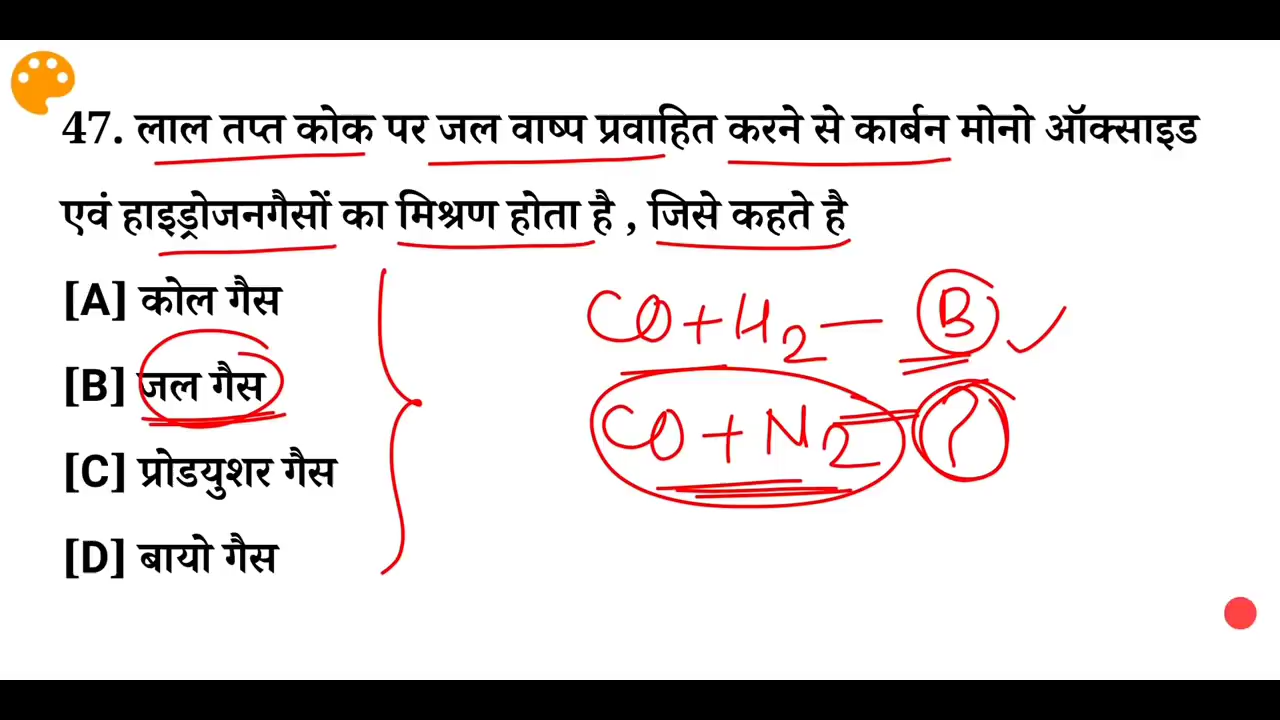 47. लाल तप्त कोक पर जल वाष्प प्रवाहित करने से कार्बन मोनो ऑक्साइड
एवं हाइड्रोजनगैसों का मिश्रण होता है , जिसे कहते है
[A] कोल गैस
[B] जल गैस
[C] प्रोडयुशर गैस
[D] बायो गैस
CO+H2— B ✓
CO+N2= ?